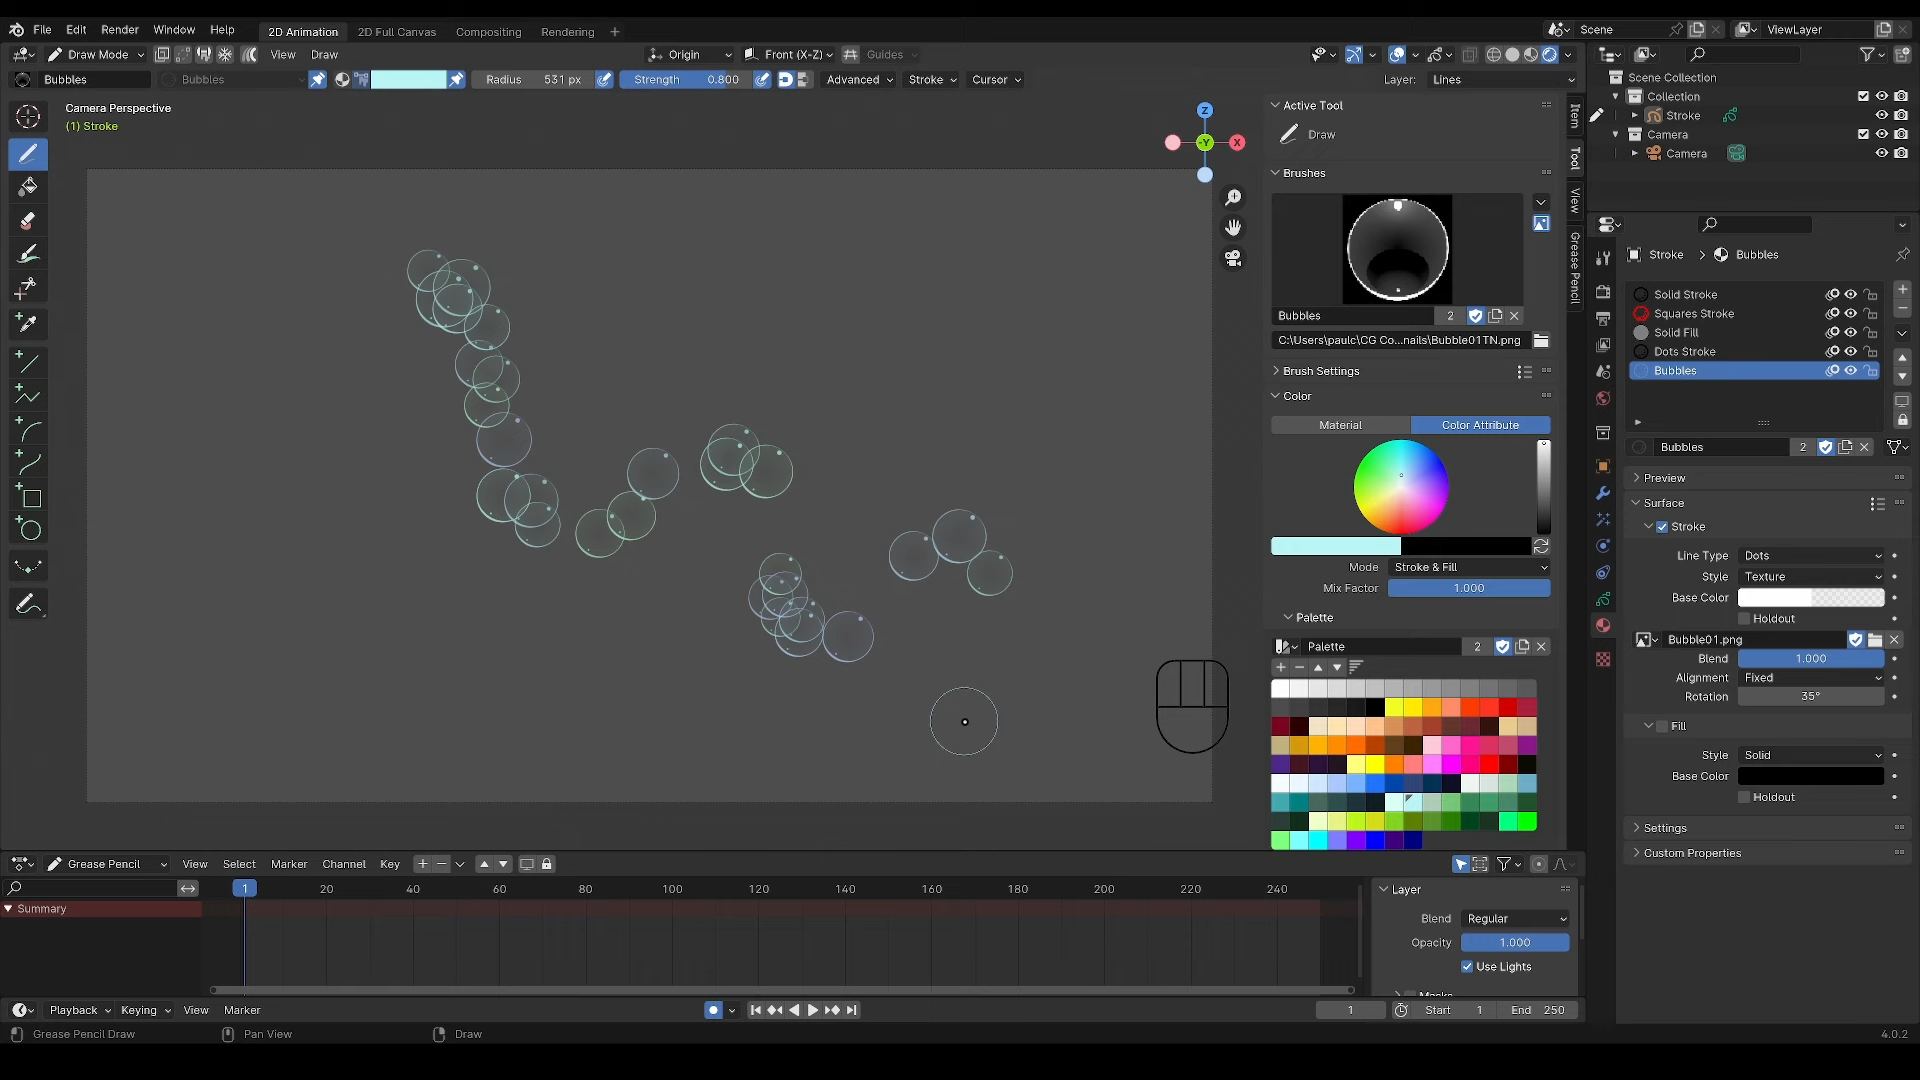 File Edit Render Window Help 2D Animation 2D Full Canvas Compositing Rendering + Scene ViewLayer
Draw Mode View Draw Origin Front (X-Z) Guides
Bubbles Bubbles Radius 531 px Strength 0.800 Advanced Stroke Cursor Layer: Lines
Camera Perspective
(1) Stroke
Z
-Y
X
Active Tool
Draw
Brushes
Bubbles 2
C:\Users\paulc\CG Co...nails\Bubble01TN.png
Brush Settings
Color
Material Color Attribute
Mode Stroke & Fill
Mix Factor 1.000
Palette
Palette 2
Item
Tool
View
Grease Pencil
Scene Collection
Collection
Stroke
Camera
Camera
Stroke > Bubbles
Solid Stroke
Squares Stroke
Solid Fill
Dots Stroke
Bubbles
Bubbles 2
Preview
Surface
Stroke
Line Type Dots
Style Texture
Base Color
Holdout
Bubble01.png
Blend 1.000
Alignment Fixed
Rotation 35°
Fill
Style Solid
Base Color
Holdout
Settings
Custom Properties
Grease Pencil View Select Marker Channel Key
1 20 40 60 80 100 120 140 160 180 200 220 240
Summary
Layer
Blend Regular
Opacity 1.000
Use Lights
Masks
Playback Keying View Marker 1 Start 1 End 250
Grease Pencil Draw Pan View Draw 4.0.2